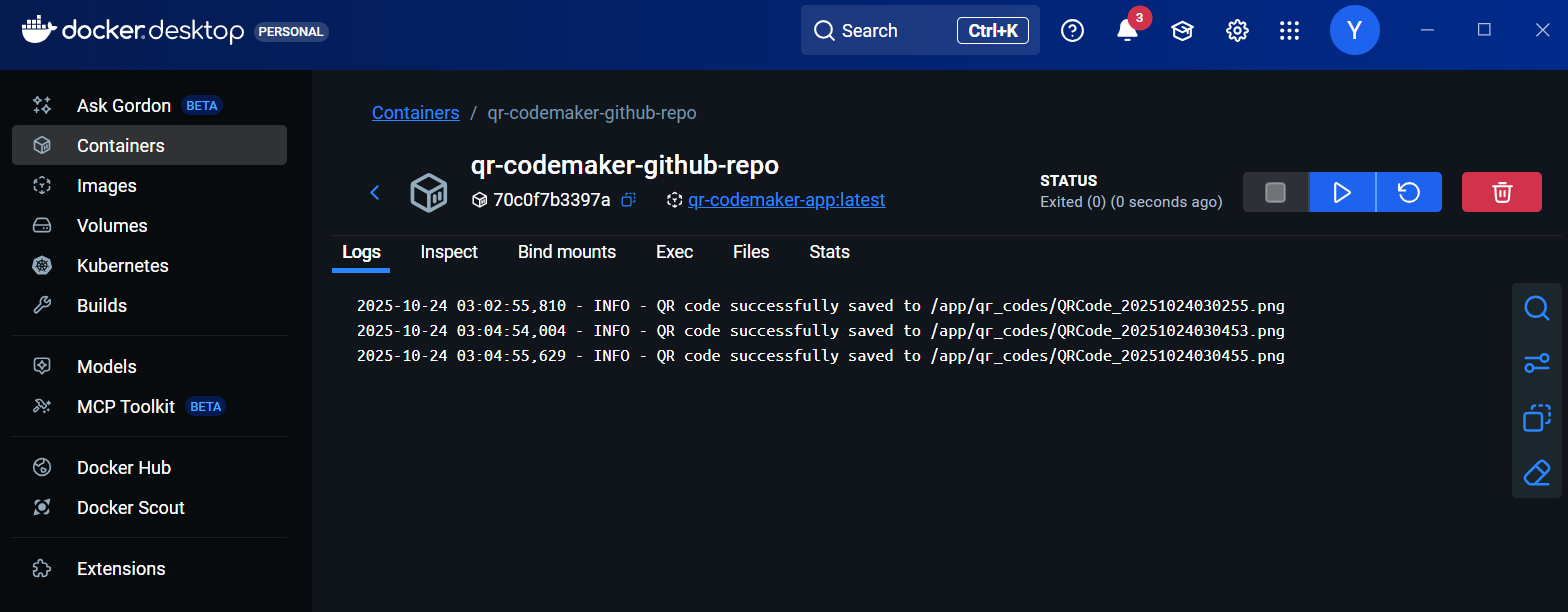 docker.desktop PERSONAL
Search Ctrl+K
3
Y
Ask Gordon BETA
Containers
Images
Volumes
Kubernetes
Builds
Models
MCP Toolkit BETA
Docker Hub
Docker Scout
Extensions
Containers / qr-codemaker-github-repo
qr-codemaker-github-repo
70c0f7b3397a qr-codemaker-app:latest
STATUS
Exited (0) (0 seconds ago)
Logs Inspect Bind mounts Exec Files Stats
2025-10-24 03:02:55,810 - INFO - QR code successfully saved to /app/qr_codes/QRCode_20251024030255.png
2025-10-24 03:04:54,004 - INFO - QR code successfully saved to /app/qr_codes/QRCode_20251024030453.png
2025-10-24 03:04:55,629 - INFO - QR code successfully saved to /app/qr_codes/QRCode_20251024030455.png